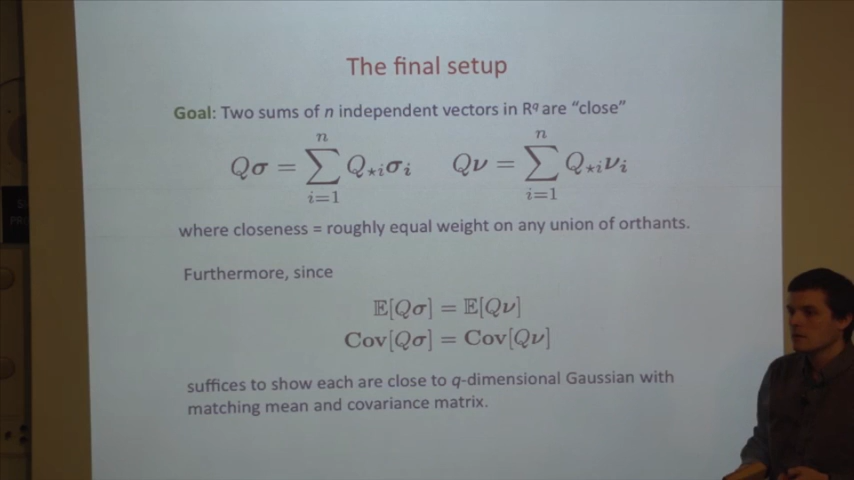 The final setup
Goal: Two sums of n independent vectors in R^q are "close"
Qσ = ∑_{i=1}^{n} Q_{⋆i}σ_i    Qν = ∑_{i=1}^{n} Q_{⋆i}ν_i
where closeness = roughly equal weight on any union of orthants.
Furthermore, since
𝔼[Qσ] = 𝔼[Qν]
Cov[Qσ] = Cov[Qν]
suffices to show each are close to q-dimensional Gaussian with
matching mean and covariance matrix.